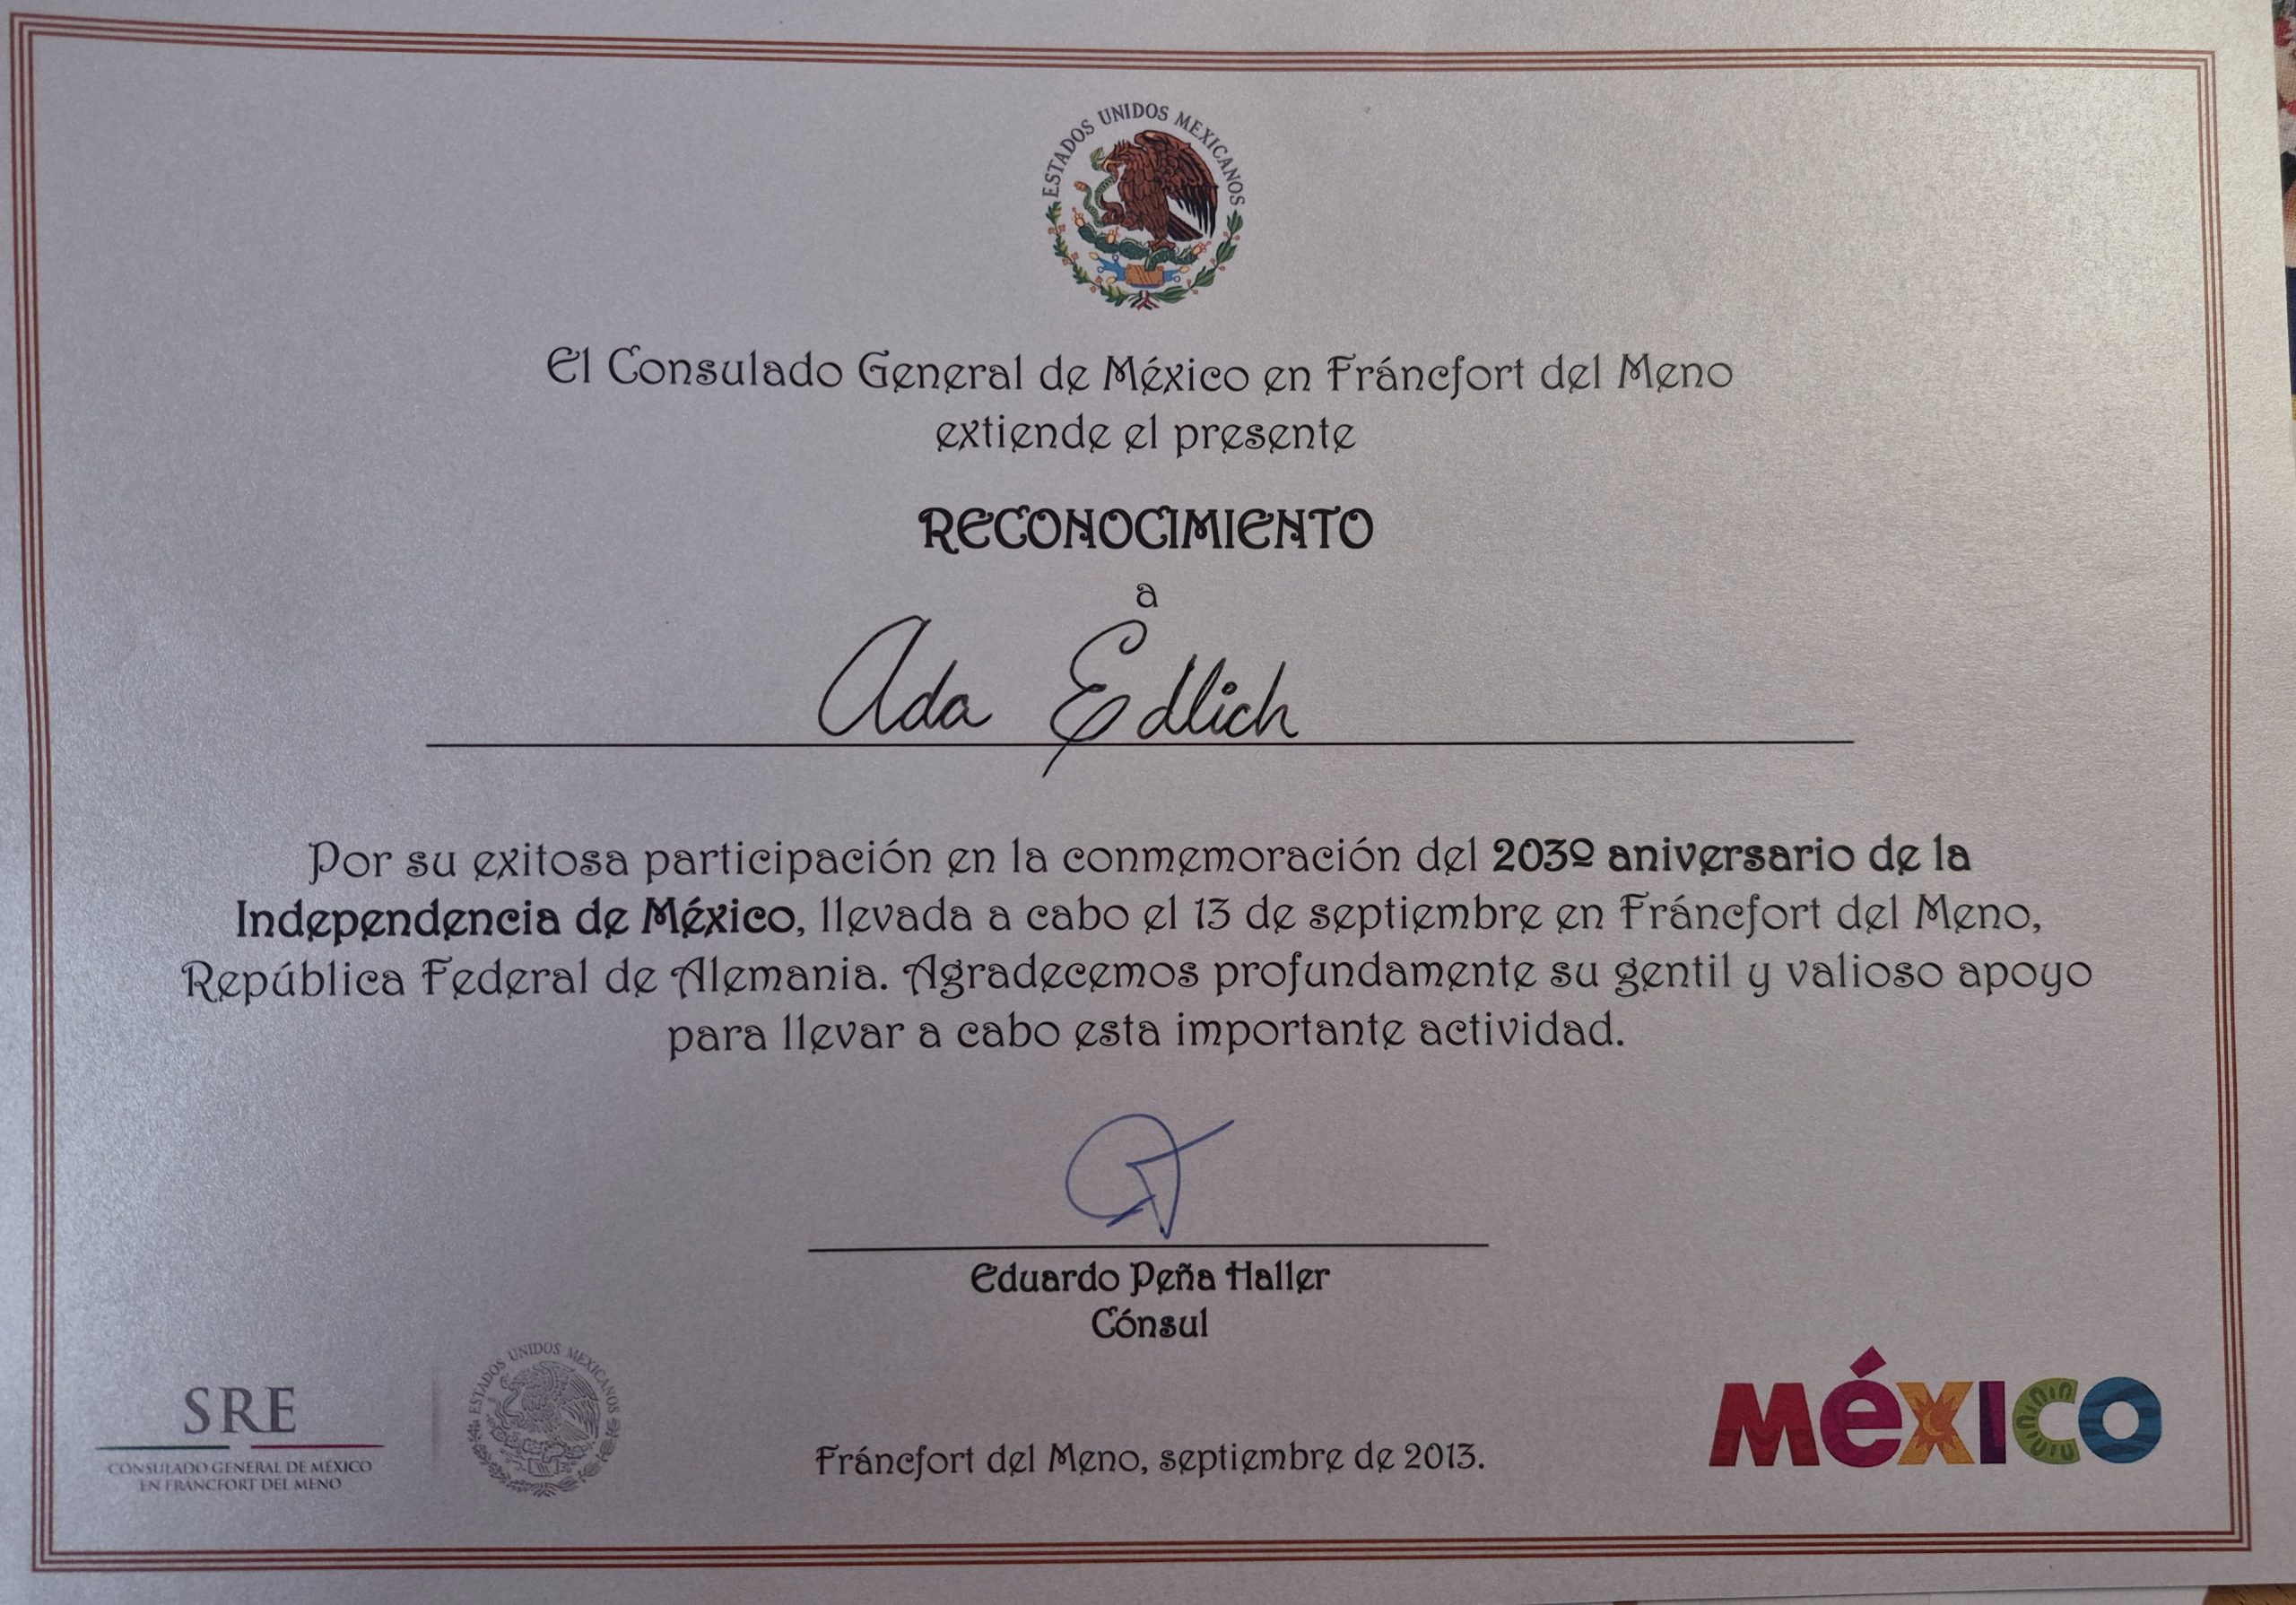 ESTADOS UNIDOS MEXICANOS
El Consulado General de México en Fráncfort del Meno
extiende el presente
RECONOCIMIENTO
a
Ada Edlich
Por su exitosa participación en la conmemoración del 203º aniversario de la
Independencia de México, llevada a cabo el 13 de septiembre en Fráncfort del Meno,
República Federal de Alemania. Agradecemos profundamente su gentil y valioso apoyo
para llevar a cabo esta importante actividad.
Eduardo Peña Haller
Cónsul
SRE
CONSULADO GENERAL DE MÉXICO
EN FRÁNCFORT DEL MENO
ESTADOS UNIDOS MEXICANOS
Fráncfort del Meno, septiembre de 2013.
MéXICO